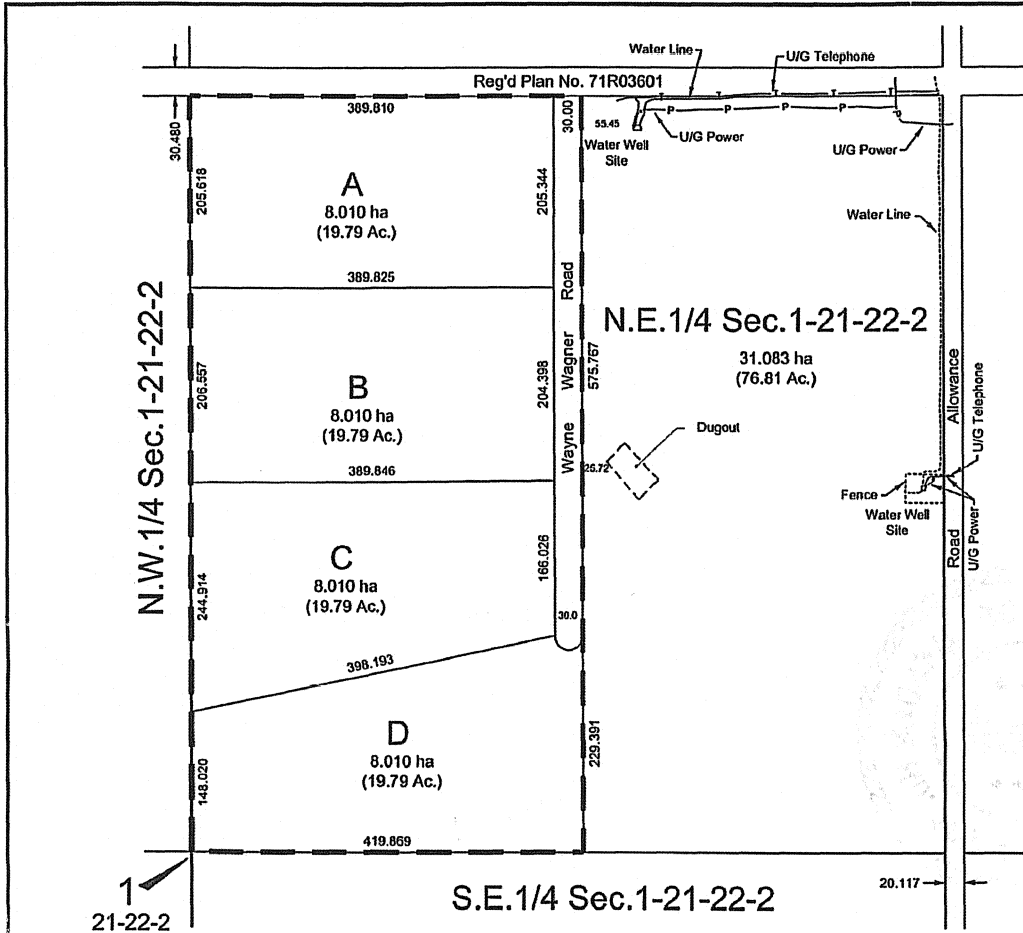 Water Line
U/G Telephone
Reg'd Plan No. 71R03601
30.480
389.810
30.00
55.45
Water Well
Site
P P P P
U/G Power
U/G Power
205.618
A
8.010 ha
(19.79 Ac.)
205.344
Water Line
389.825
N.W.1/4 Sec.1-21-22-2
N.E.1/4 Sec.1-21-22-2
31.083 ha
(76.81 Ac.)
206.557
B
8.010 ha
(19.79 Ac.)
204.398
Wayne Wagner Road
575.767
Road Allowance
U/G Telephone
389.846
25.72
Dugout
Fence
Water Well
Site
U/G Power
244.914
C
8.010 ha
(19.79 Ac.)
166.026
30.0
398.193
148.020
D
8.010 ha
(19.79 Ac.)
229.391
419.869
1
21-22-2
S.E.1/4 Sec.1-21-22-2
20.117